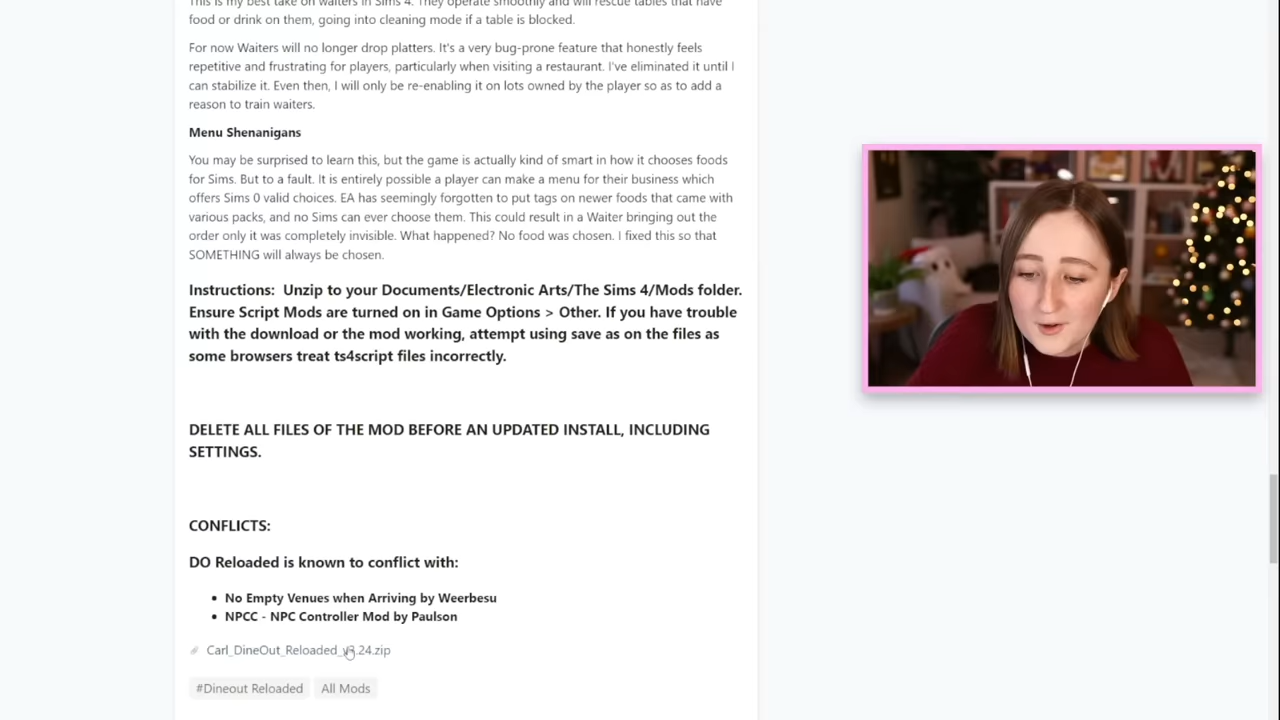 This is my best take on waiters in Sims 4. They operate smoothly and will rescue tables that have
food or drink on them, going into cleaning mode if a table is blocked.
For now Waiters will no longer drop platters. It's a very bug-prone feature that honestly feels
repetitive and frustrating for players, particularly when visiting a restaurant. I've eliminated it until I
can stabilize it. Even then, I will only be re-enabling it on lots owned by the player so as to add a
reason to train waiters.
Menu Shenanigans
You may be surprised to learn this, but the game is actually kind of smart in how it chooses foods
for Sims. But to a fault. It is entirely possible a player can make a menu for their business which
offers Sims 0 valid choices. EA has seemingly forgotten to put tags on newer foods that came with
various packs, and no Sims can ever choose them. This could result in a Waiter bringing out the
order only it was completely invisible. What happened? No food was chosen. I fixed this so that
SOMETHING will always be chosen.
Instructions: Unzip to your Documents/Electronic Arts/The Sims 4/Mods folder.
Ensure Script Mods are turned on in Game Options > Other. If you have trouble
with the download or the mod working, attempt using save as on the files as
some browsers treat ts4script files incorrectly.
DELETE ALL FILES OF THE MOD BEFORE AN UPDATED INSTALL, INCLUDING
SETTINGS.
CONFLICTS:
DO Reloaded is known to conflict with:
• No Empty Venues when Arriving by Weerbesu
• NPCC - NPC Controller Mod by Paulson
Carl_DineOut_Reloaded_v3.24.zip
#Dineout Reloaded All Mods